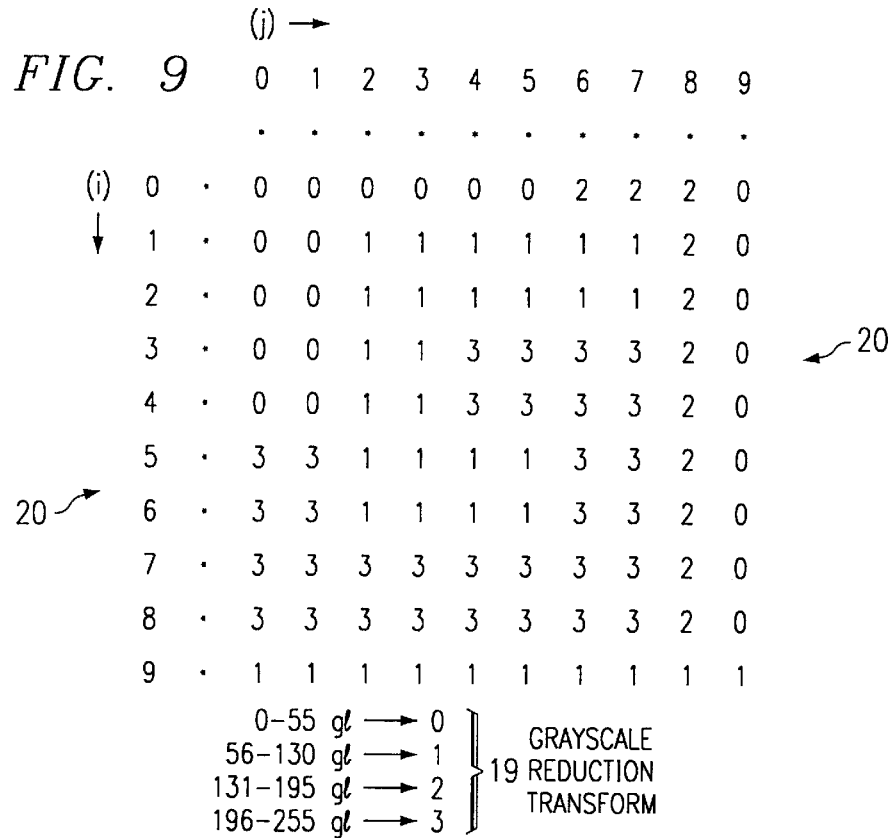 (j) →
FIG. 9 0 1 2 3 4 5 6 7 8 9
. . . . . . . . . .
(i) 0 · 0 0 0 0 0 0 2 2 2 0
↓ 1 · 0 0 1 1 1 1 1 1 2 0
2 · 0 0 1 1 1 1 1 1 2 0
3 · 0 0 1 1 3 3 3 3 2 0
20
4 · 0 0 1 1 3 3 3 3 2 0
5 · 3 3 1 1 1 1 3 3 2 0
20
6 · 3 3 1 1 1 1 3 3 2 0
7 · 3 3 3 3 3 3 3 3 2 0
8 · 3 3 3 3 3 3 3 3 2 0
9 · 1 1 1 1 1 1 1 1 1 1
0–55 gℓ → 0
56–130 gℓ → 1
131–195 gℓ → 2
196–255 gℓ → 3
GRAYSCALE
19 REDUCTION
TRANSFORM